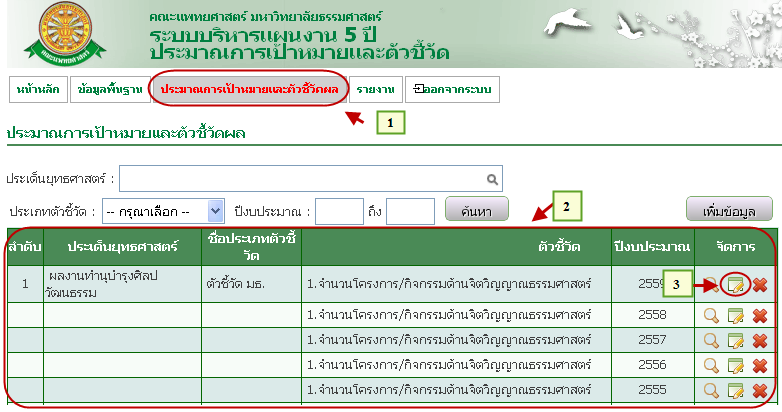 คณะแพทยศาสตร์ มหาวิทยาลัยธรรมศาสตร์
ระบบบริหารแผนงาน 5 ปี
ประมาณการเป้าหมายและตัวชี้วัด
หน้าหลัก ข้อมูลพื้นฐาน ประมาณการเป้าหมายและตัวชี้วัดผล รายงาน ออกจากระบบ
1
ประมาณการเป้าหมายและตัวชี้วัดผล
ประเด็นยุทธศาสตร์ :
ประเภทตัวชี้วัด : -- กรุณาเลือก -- ปีงบประมาณ : ถึง ค้นหา 2 เพิ่มข้อมูล
ลำดับ ประเด็นยุทธศาสตร์ ชื่อประเภทตัวชี้วัด ตัวชี้วัด ปีงบประมาณ จัดการ
1 ผลงานทำนุบำรุงศิลปวัฒนธรรม ตัวชี้วัด มธ. 1.จำนวนโครงการ/กิจกรรมด้านจิตวิญญาณธรรมศาสตร์ 2559 3
1.จำนวนโครงการ/กิจกรรมด้านจิตวิญญาณธรรมศาสตร์ 2558
1.จำนวนโครงการ/กิจกรรมด้านจิตวิญญาณธรรมศาสตร์ 2557
1.จำนวนโครงการ/กิจกรรมด้านจิตวิญญาณธรรมศาสตร์ 2556
1.จำนวนโครงการ/กิจกรรมด้านจิตวิญญาณธรรมศาสตร์ 2555